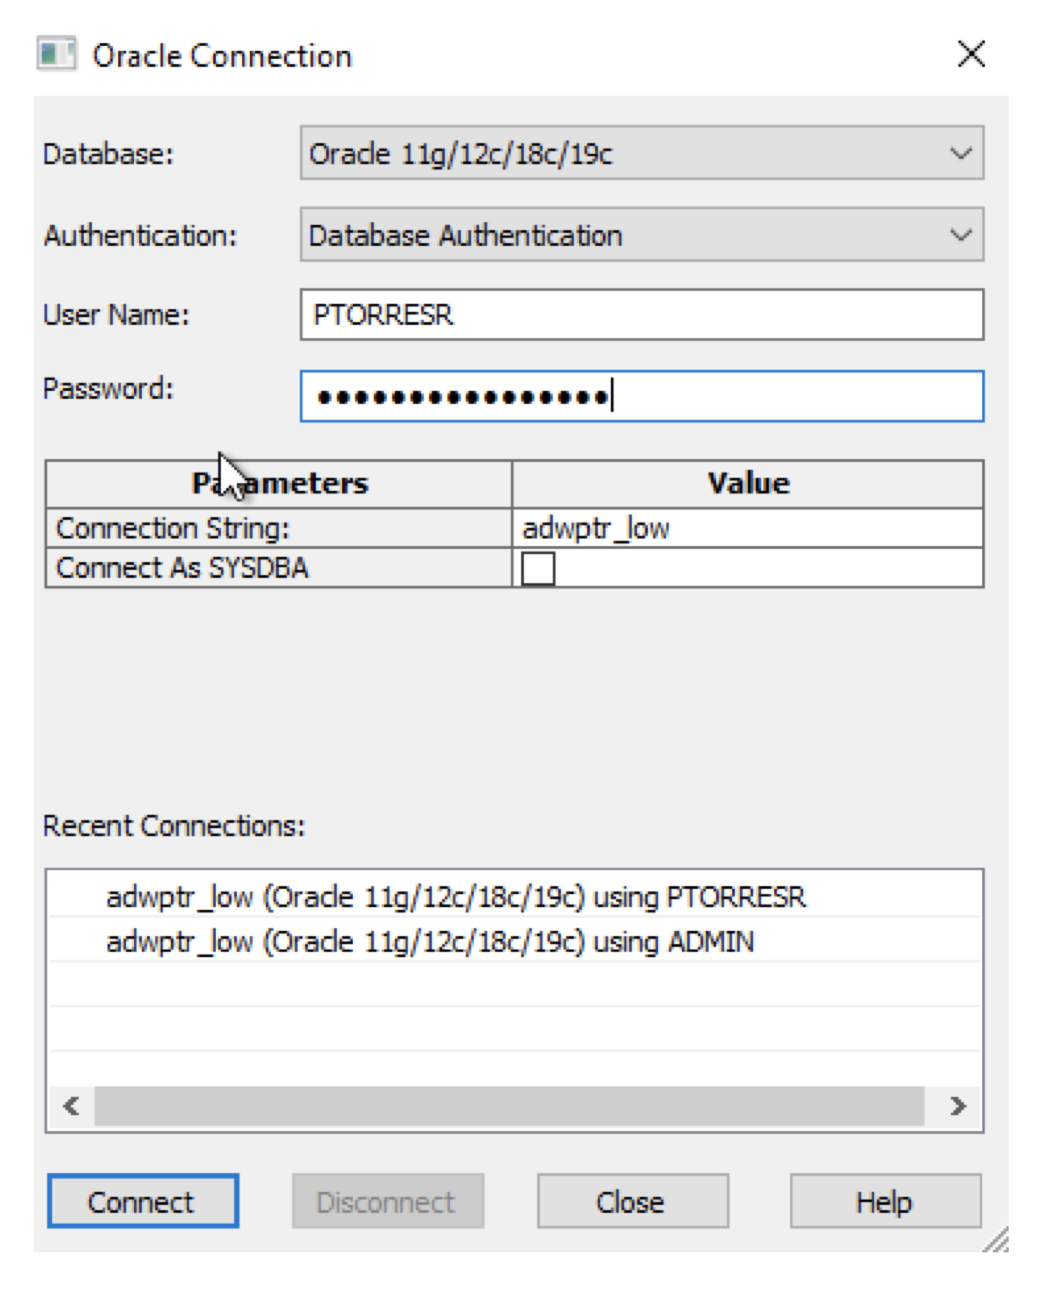 Oracle Connection
Database: Oracle 11g/12c/18c/19c
Authentication: Database Authentication
User Name: PTORRESR
Password: ●●●●●●●●●●●●●●●●
Parameters Value
Connection String: adwptr_low
Connect As SYSDBA
Recent Connections:
adwptr_low (Oracle 11g/12c/18c/19c) using PTORRESR
adwptr_low (Oracle 11g/12c/18c/19c) using ADMIN
Connect Disconnect Close Help